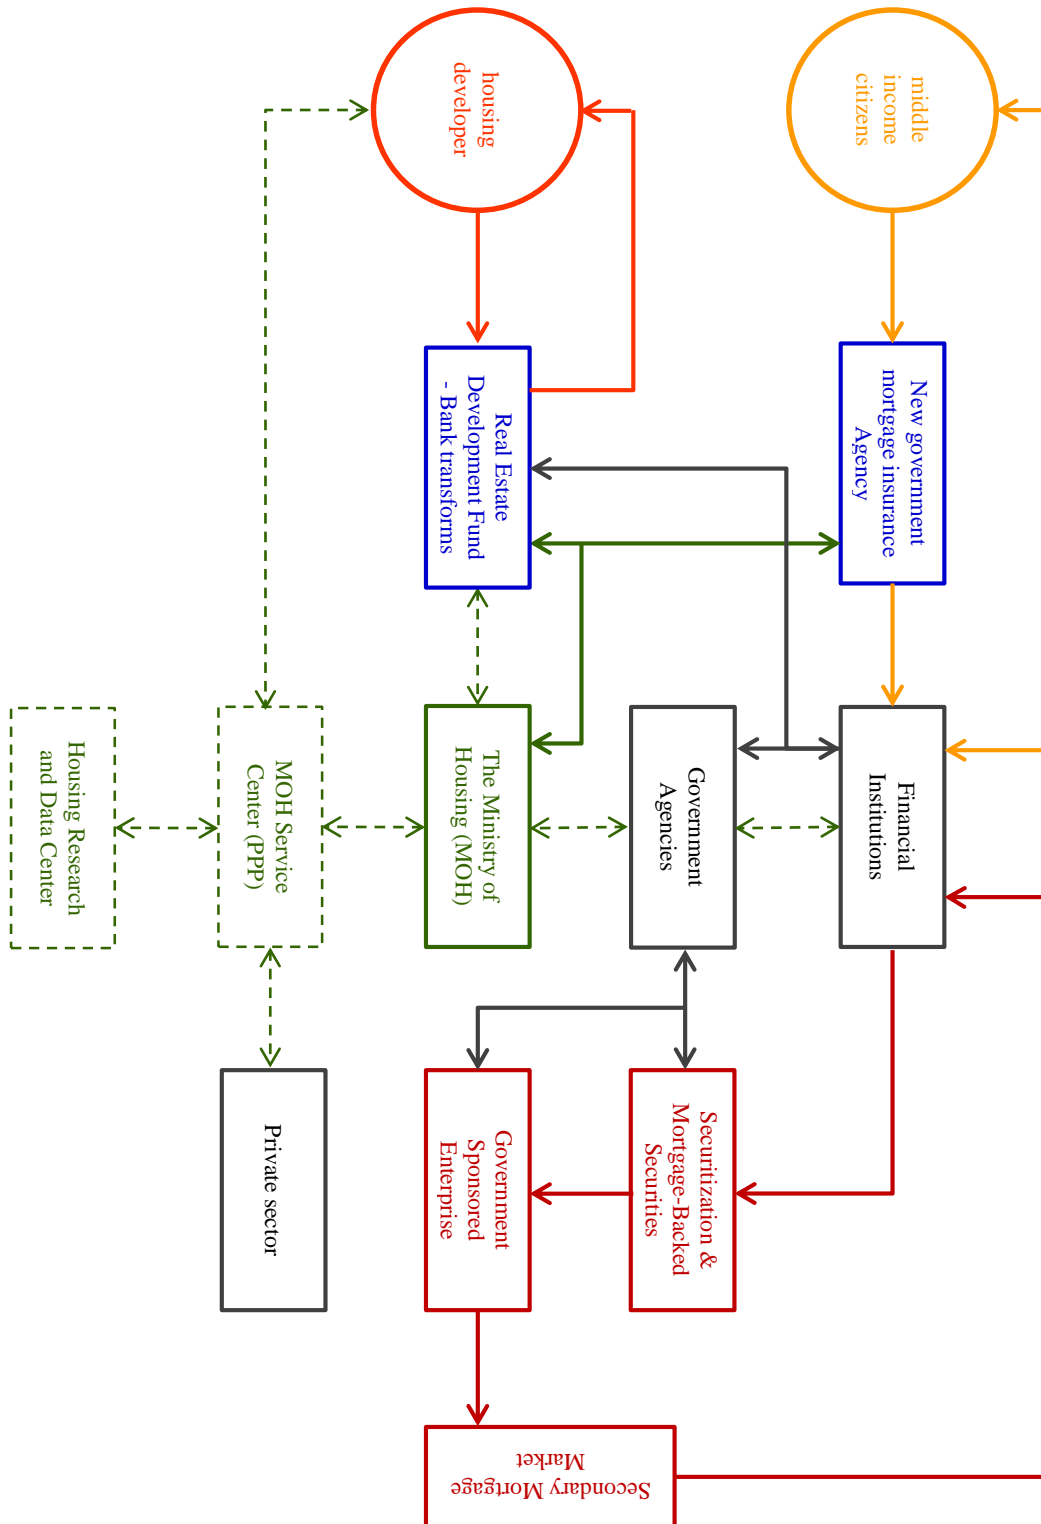 middle
income
citizens
New government
mortgage insurance
Agency
Financial
Institutions
housing
developer
Real Estate
Development Fund
- Bank transforms
Government
Agencies
Securitization &
Mortgage-Backed
Securities
The Ministry of
Housing (MOH)
Government
Sponsored
Enterprise
Secondary Mortgage
Market
MOH Service
Center (PPP)
Private sector
Housing Research
and Data Center